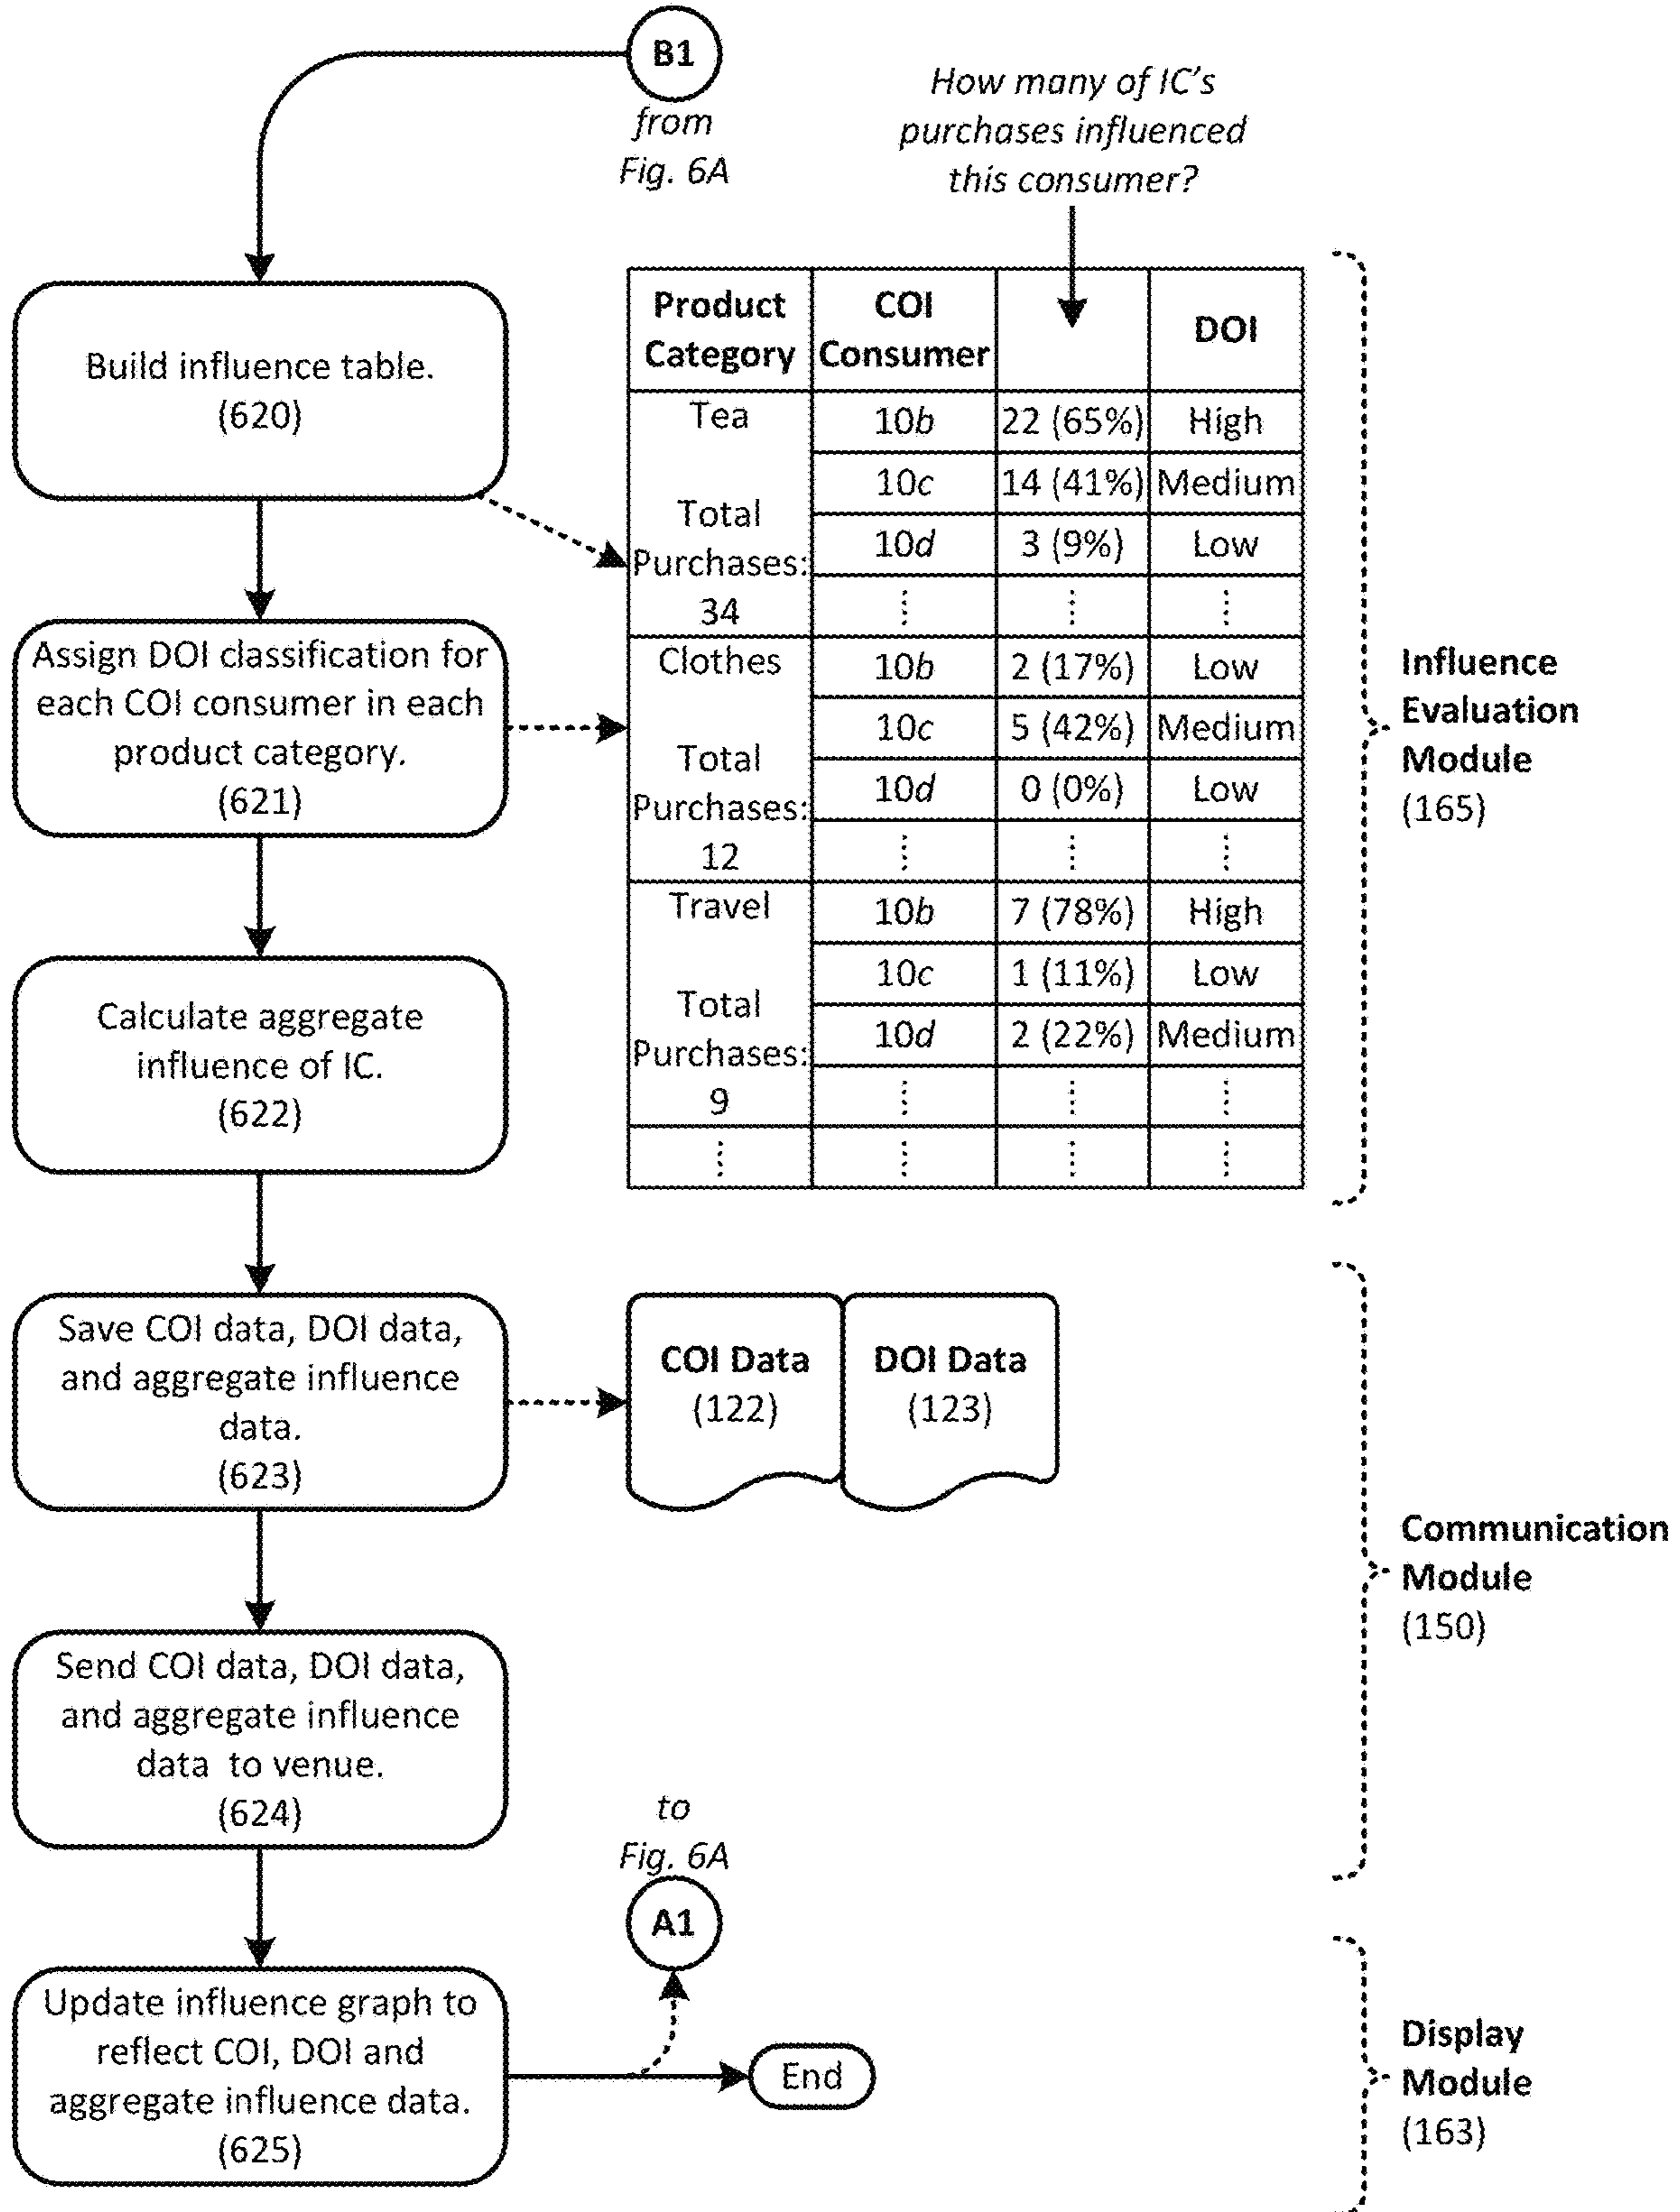 B1
from
Fig. 6A
How many of IC's
purchases influenced
this consumer?
Build influence table.
(620)
Assign DOI classification for
each COI consumer in each
product category.
(621)
Calculate aggregate
influence of IC.
(622)
Save COI data, DOI data,
and aggregate influence
data.
(623)
Send COI data, DOI data,
and aggregate influence
data to venue.
(624)
Update influence graph to
reflect COI, DOI and
aggregate influence data.
(625)
Product
Category
COI
Consumer
DOI
Tea
Total
Purchases:
34
10b 22 (65%) High
10c 14 (41%) Medium
10d 3 (9%) Low
Clothes
Total
Purchases:
12
10b 2 (17%) Low
10c 5 (42%) Medium
10d 0 (0%) Low
Travel
Total
Purchases:
9
10b 7 (78%) High
10c 1 (11%) Low
10d 2 (22%) Medium
Influence
Evaluation
Module
(165)
COI Data
(122)
DOI Data
(123)
Communication
Module
(150)
to
Fig. 6A
A1
End
Display
Module
(163)